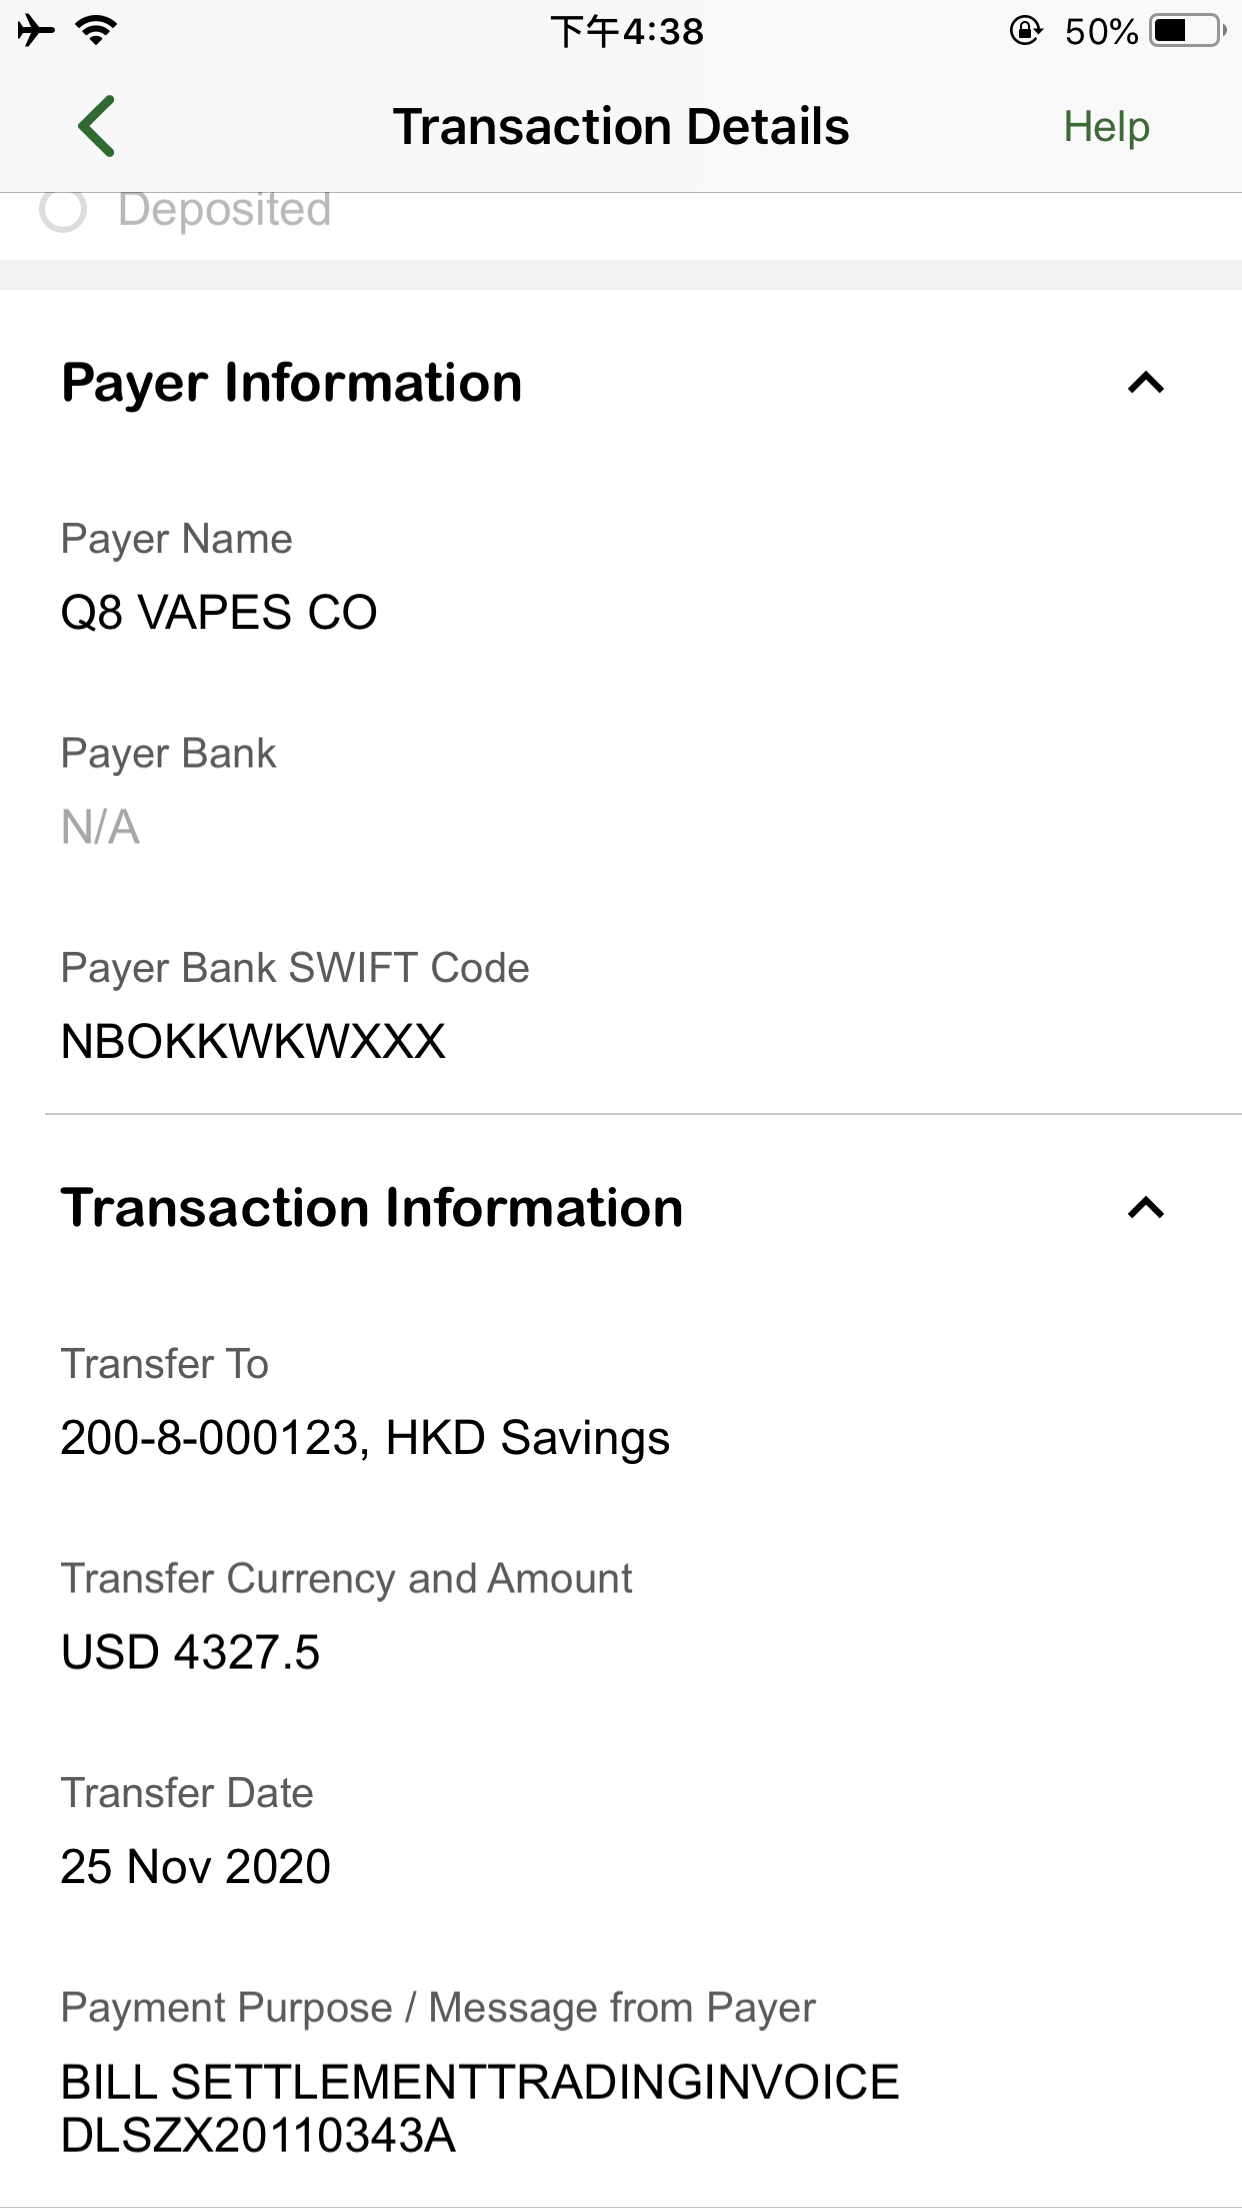 下午4:38
50%
Transaction Details
Help
Deposited
Payer Information
Payer Name
Q8 VAPES CO
Payer Bank
N/A
Payer Bank SWIFT Code
NBOKKWKWXXX
Transaction Information
Transfer To
200-8-000123, HKD Savings
Transfer Currency and Amount
USD 4327.5
Transfer Date
25 Nov 2020
Payment Purpose / Message from Payer
BILL SETTLEMENTTRADINGINVOICE
DLSZX20110343A